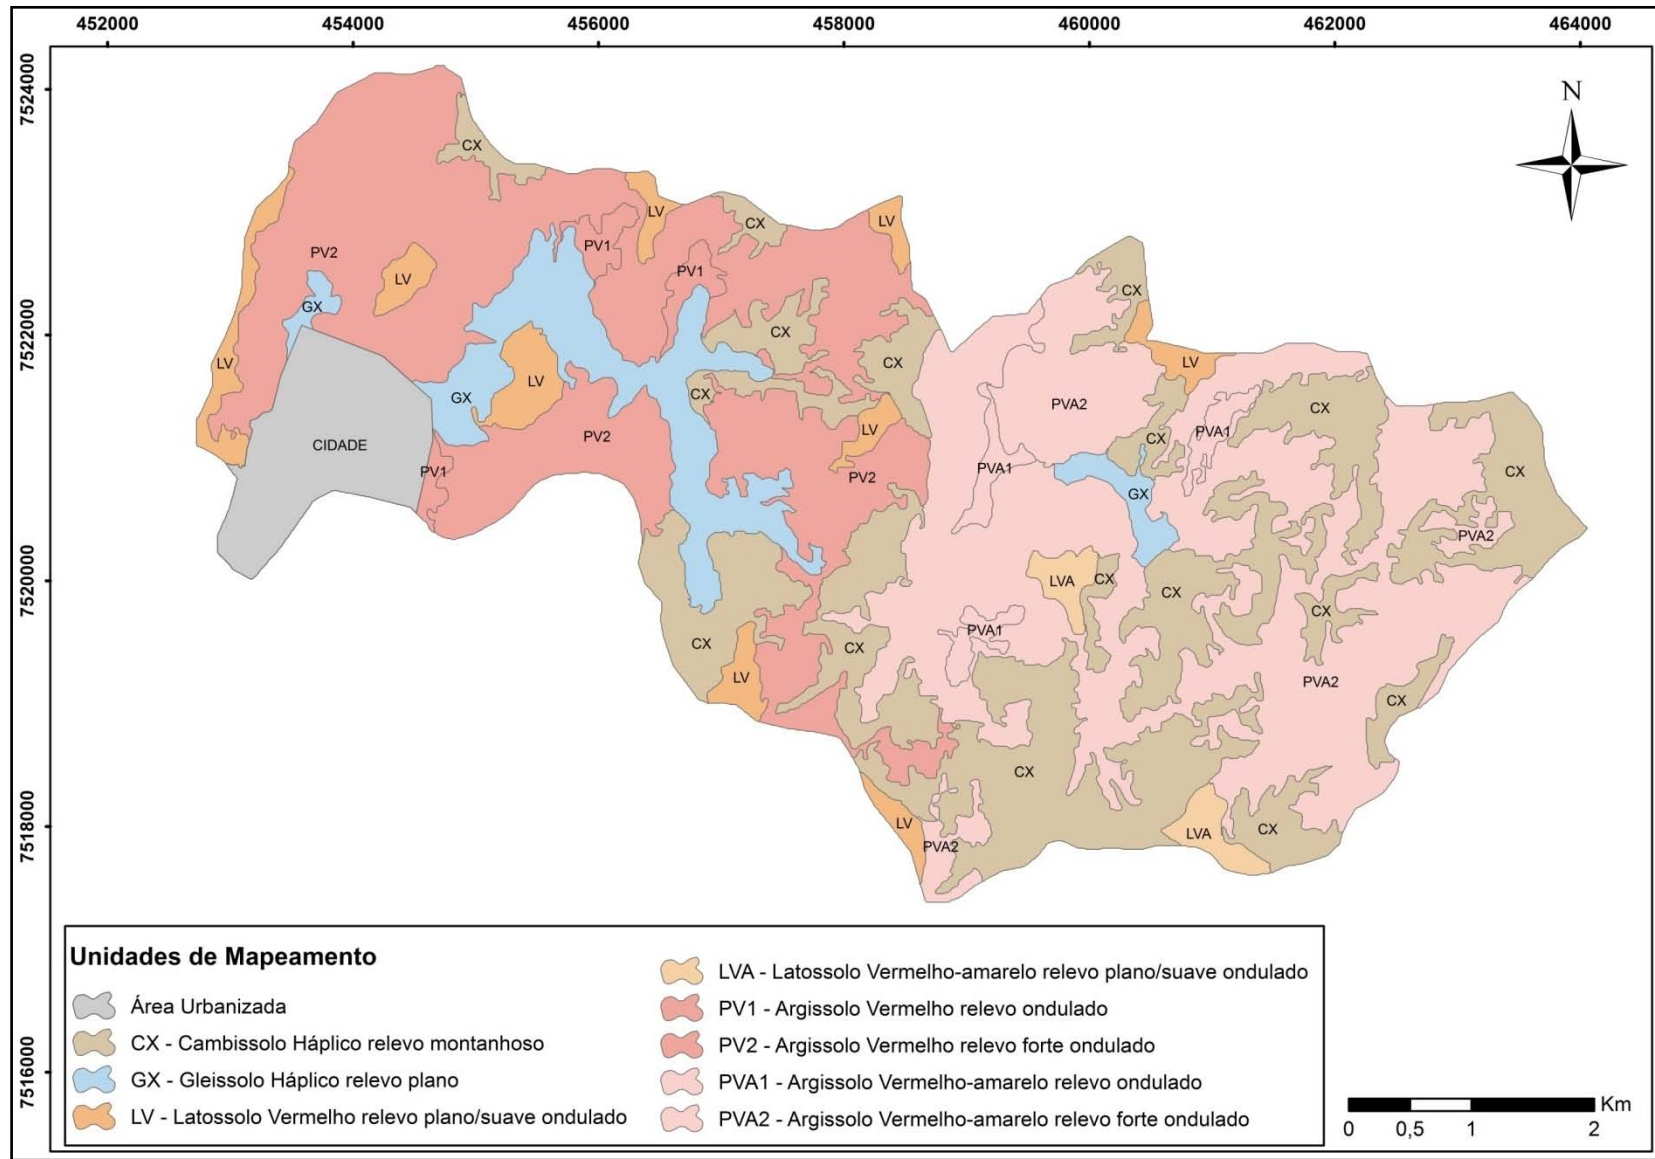 452000 454000 456000 458000 460000 462000 464000
7524000
7522000
7520000
7518000
7516000
N
CX
LV
CX
LV
PV1
PV2
PV1
LV
CX
GX
CX
PVA2
LV
CX
LV
LV
CX
GX
CX
PVA2
CX
LV
PV2
PVA1
CX
CIDADE
PV1
PV2
PVA1
CX
GX
PVA2
LVA
CX
CX
CX
PVA1
CX
CX
LV
PVA2
CX
CX
LV
LVA
CX
PVA2
Unidades de Mapeamento
Área Urbanizada
CX - Cambissolo Háplico relevo montanhoso
GX - Gleissolo Háplico relevo plano
LV - Latossolo Vermelho relevo plano/suave ondulado
LVA - Latossolo Vermelho-amarelo relevo plano/suave ondulado
PV1 - Argissolo Vermelho relevo ondulado
PV2 - Argissolo Vermelho relevo forte ondulado
PVA1 - Argissolo Vermelho-amarelo relevo ondulado
PVA2 - Argissolo Vermelho-amarelo relevo forte ondulado
Km
0 0,5 1 2